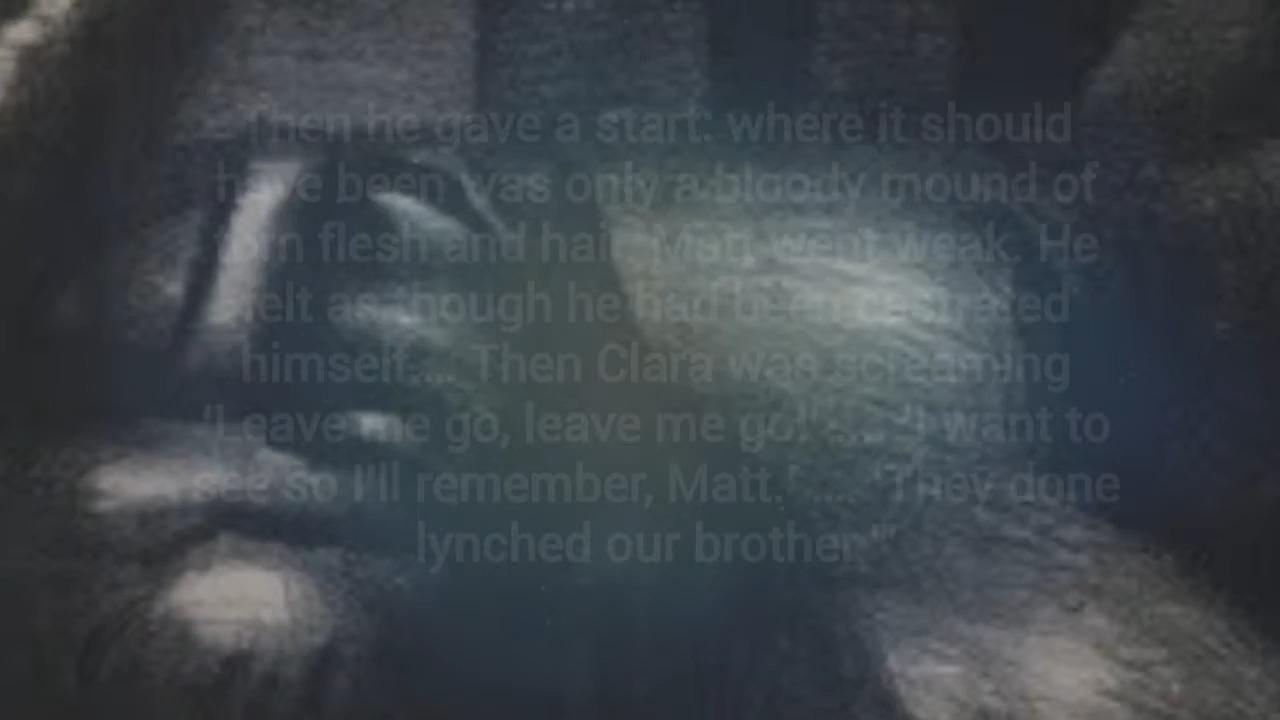 Then he gave a start: where it should
have been was only a bloody mound of
torn flesh and hair. Matt went weak. He
felt as though he had been castrated
himself.... Then Clara was screaming
'Leave me go, leave me go!' .... 'I want to
see so I'll remember, Matt.' .... 'They done
lynched our brother.'"